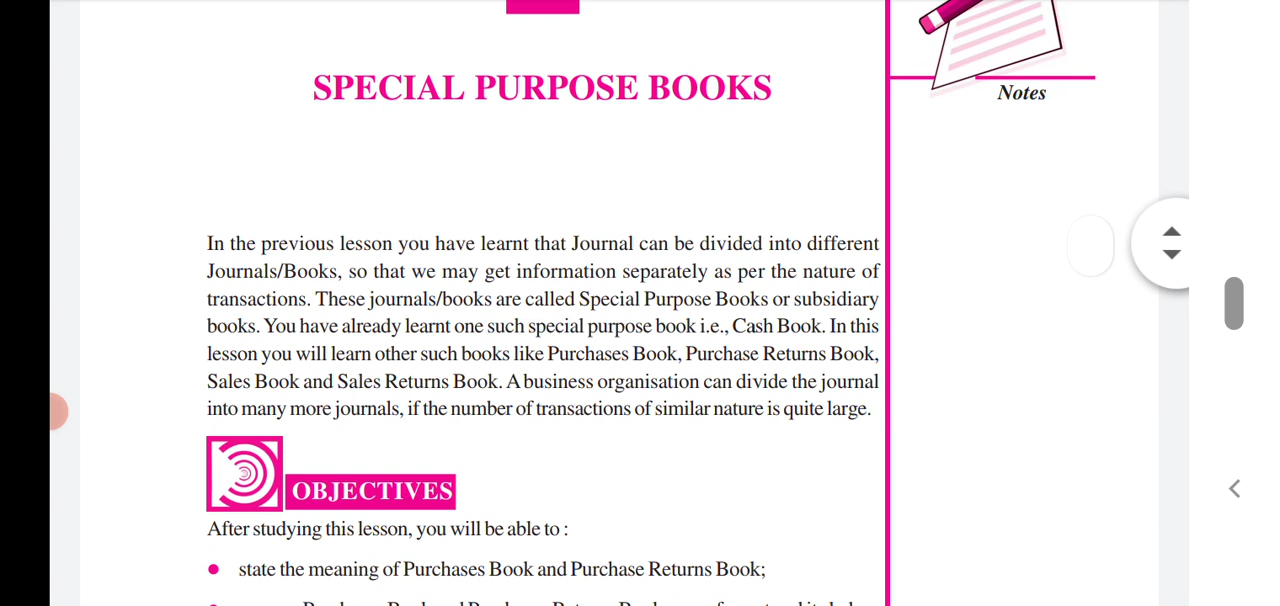 SPECIAL PURPOSE BOOKS
Notes
In the previous lesson you have learnt that Journal can be divided into different
Journals/Books, so that we may get information separately as per the nature of
transactions. These journals/books are called Special Purpose Books or subsidiary
books. You have already learnt one such special purpose book i.e., Cash Book. In this
lesson you will learn other such books like Purchases Book, Purchase Returns Book,
Sales Book and Sales Returns Book. A business organisation can divide the journal
into many more journals, if the number of transactions of similar nature is quite large.
OBJECTIVES
After studying this lesson, you will be able to :
● state the meaning of Purchases Book and Purchase Returns Book;